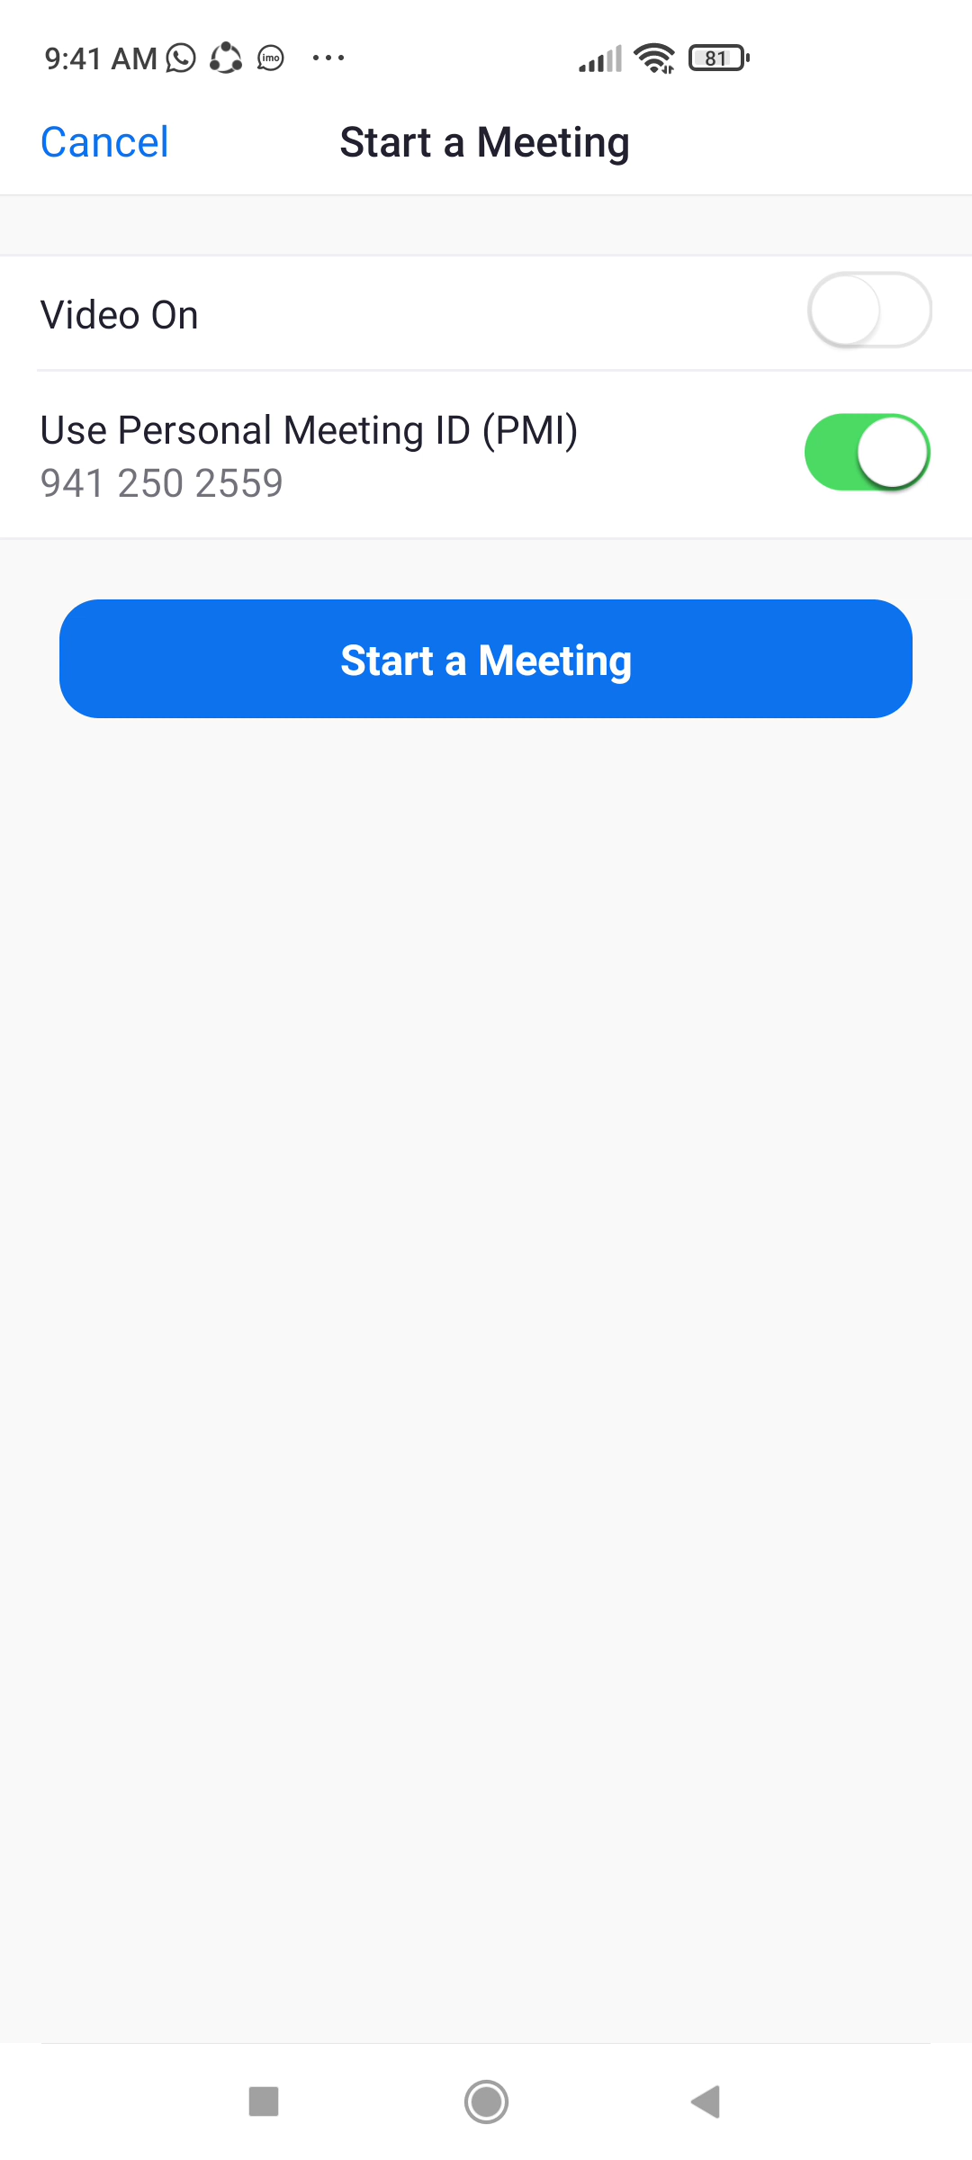 9:41 AM imo ... 81
Cancel Start a Meeting
Video On
Use Personal Meeting ID (PMI)
941 250 2559
Start a Meeting